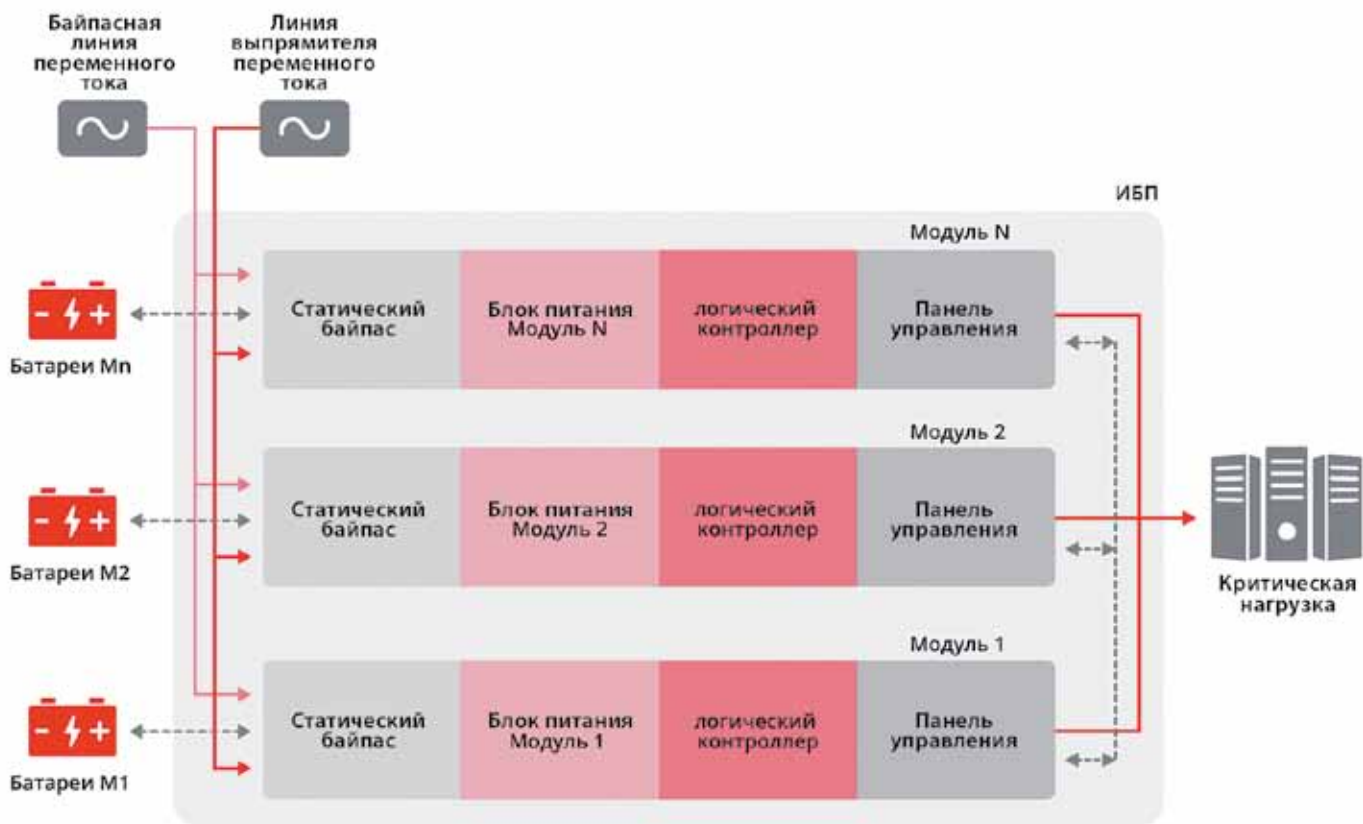 Байпасная
линия
переменного
тока
Линия
выпрямителя
переменного
тока
ИБП
Модуль N
Статический
байпас
Блок питания
Модуль N
логический
контроллер
Панель
управления
Батареи Mn
Модуль 2
Статический
байпас
Блок питания
Модуль 2
логический
контроллер
Панель
управления
Батареи M2
Критическая
нагрузка
Модуль 1
Статический
байпас
Блок питания
Модуль 1
логический
контроллер
Панель
управления
Батареи M1